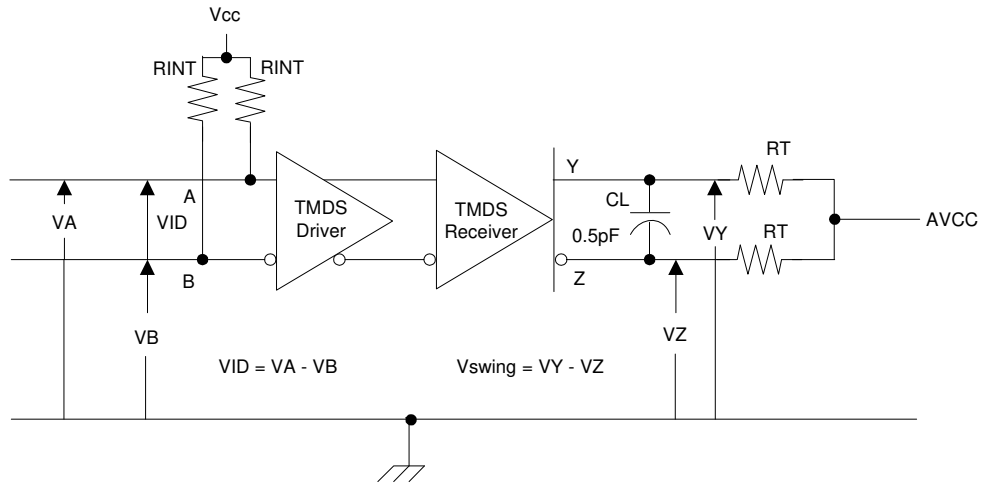 Vcc
RINT
RINT
RT
A
Y
CL
TMDS
Driver
TMDS
Receiver
VA
VID
0.5pF
VY
RT
AVCC
B
Z
VB
VZ
VID = VA - VB
Vswing = VY - VZ